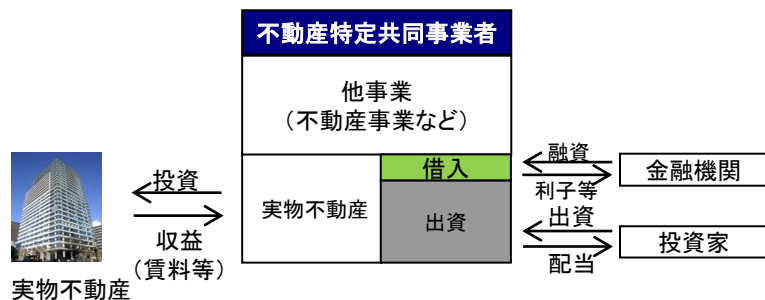 不動産特定共同事業者
他事業
（不動産事業など）
投資
収益
（賃料等）
実物不動産
実物不動産
借入
出資
融資
利子等
出資
配当
金融機関
投資家